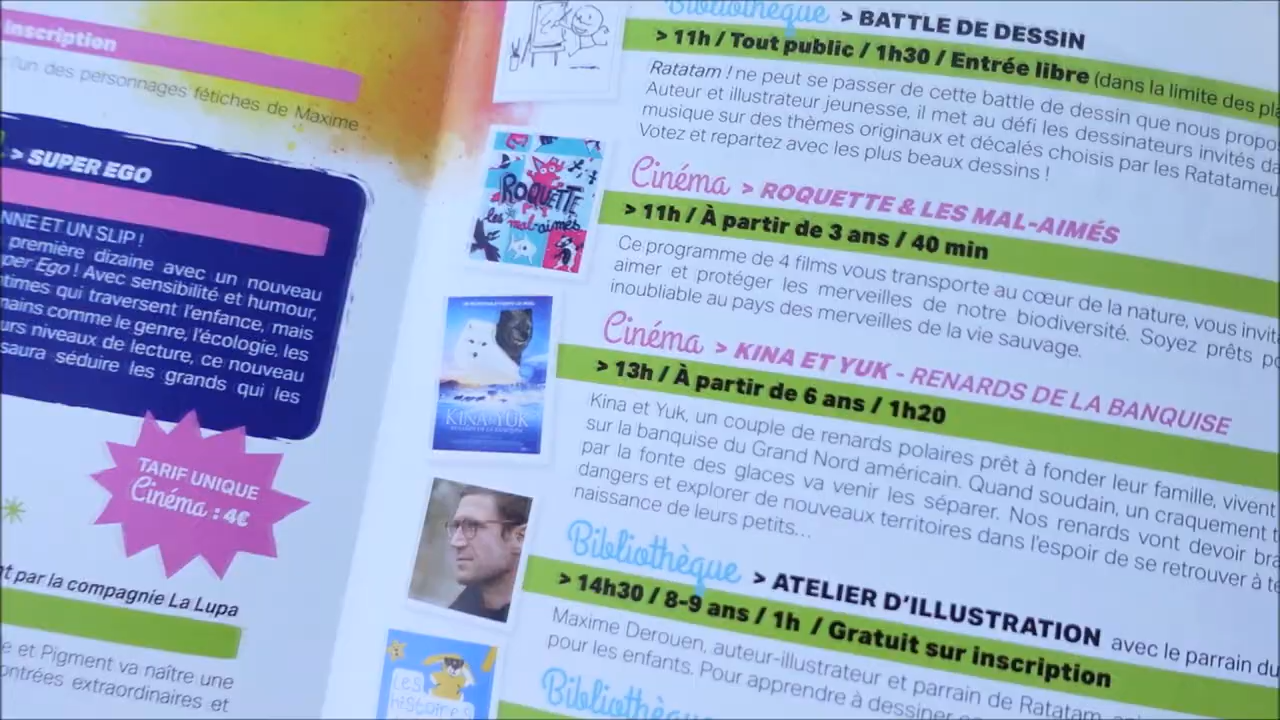 inscription
l'un des personnages fétiches de Maxime
> SUPER EGO
NNE ET UN SLIP !
première dizaine avec un nouveau
per Ego ! Avec sensibilité et humour,
times qui traversent l'enfance, mais
mains comme le genre, l'écologie, les
urs niveaux de lecture, ce nouveau
saura séduire les grands qui les
TARIF UNIQUE
Cinéma : 4€
nt par la compagnie La Lupa
e et Pigment va naître une
ontrées extraordinaires et
Bibliothèque > BATTLE DE DESSIN
> 11h / Tout public / 1h30 / Entrée libre (dans la limite des pla
Ratatam ! ne peut se passer de cette battle de dessin que nous propo
Auteur et illustrateur jeunesse, il met au défi les dessinateurs invités da
musique sur des thèmes originaux et décalés choisis par les Ratatameu
Votez et repartez avec les plus beaux dessins !
ROQUETTE
les mal-aimés
Cinéma > ROQUETTE & LES MAL-AIMÉS
> 11h / À partir de 3 ans / 40 min
Ce programme de 4 films vous transporte au cœur de la nature, vous invit
aimer et protéger les merveilles de notre biodiversité. Soyez prêts po
inoubliable au pays des merveilles de la vie sauvage.
KINA ET YUK
RENARDS DE LA BANQUISE
Cinéma > KINA ET YUK - RENARDS DE LA BANQUISE
> 13h / À partir de 6 ans / 1h20
Kina et Yuk, un couple de renards polaires prêt à fonder leur famille, vivent
sur la banquise du Grand Nord américain. Quand soudain, un craquement t
par la fonte des glaces va venir les séparer. Nos renards vont devoir bra
dangers et explorer de nouveaux territoires dans l'espoir de se retrouver à te
naissance de leurs petits...
Bibliothèque > ATELIER D'ILLUSTRATION avec le parrain du
> 14h30 / 8-9 ans / 1h / Gratuit sur inscription
Maxime Derouen, auteur-illustrateur et parrain de Ratatam
pour les enfants. Pour apprendre à dessiner
Les
histoires
Bibliothèque